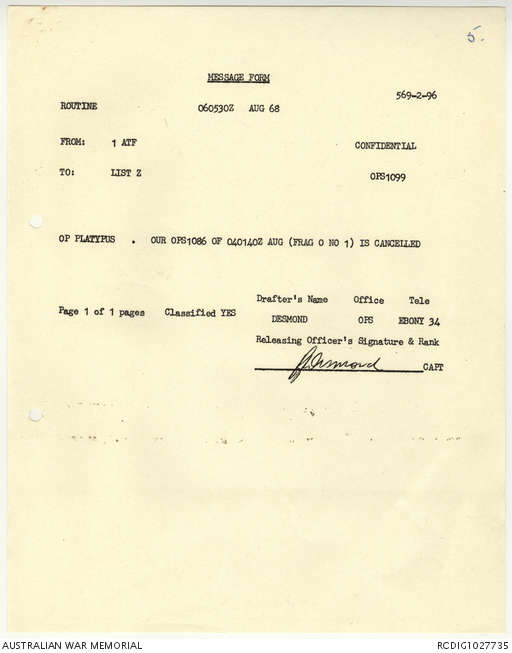 5.
MESSAGE FORM
569-2-96
ROUTINE 060530Z AUG 68
FROM: 1 ATF CONFIDENTIAL
TO: LIST Z OPS1099
OP PLATYPUS . OUR OPS1086 OF 040140Z AUG (FRAG O NO 1) IS CANCELLED
Drafter's Name Office Tele
Page 1 of 1 pages Classified YES
DESMOND OPS EBONY 34
Releasing Officer's Signature & Rank
Desmond CAPT
AUSTRALIAN WAR MEMORIAL RCDIG1027735